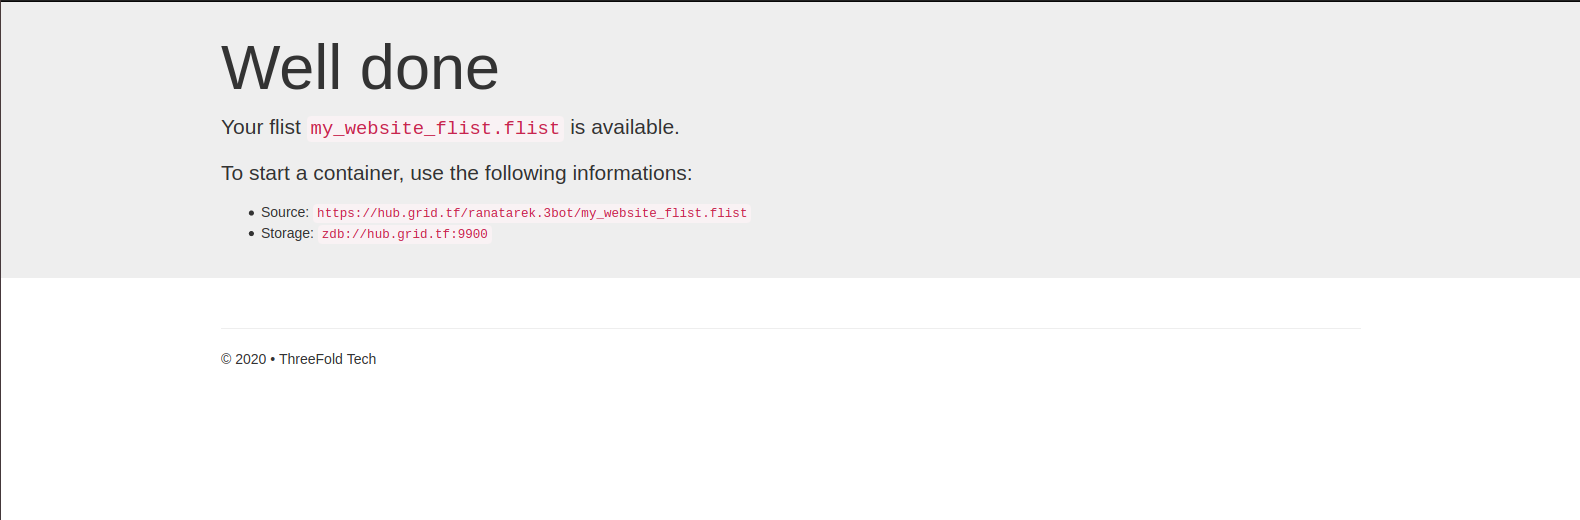 Well done
Your flist my_website_flist.flist is available.
To start a container, use the following informations:
• Source: https://hub.grid.tf/ranatarek.3bot/my_website_flist.flist
• Storage: zdb://hub.grid.tf:9900
© 2020 • ThreeFold Tech